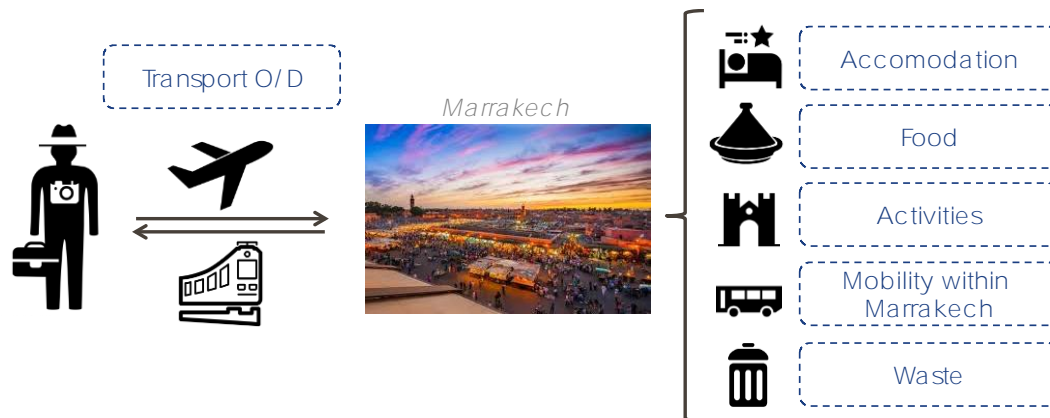 Transport O/D
Marrakech
Accomodation
Food
Activities
Mobility within
Marrakech
Waste